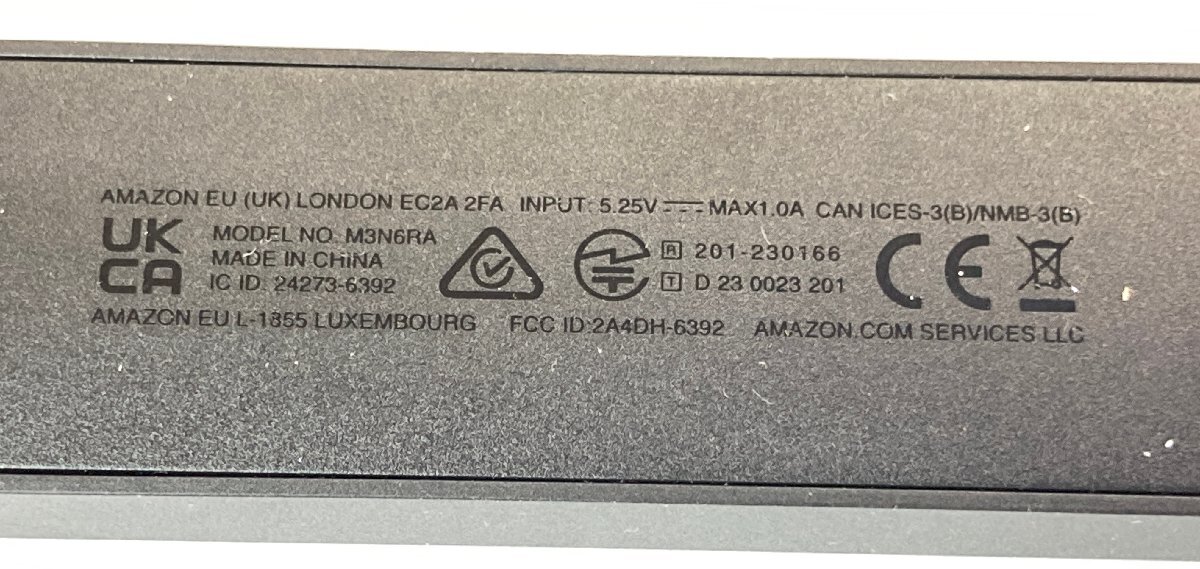 AMAZON EU (UK) LONDON EC2A 2FA INPUT: 5.25V MAX1.0A CAN ICES-3(B)/NMB-3(B)
UK
CA
MODEL NO. M3N6RA
MADE IN CHINA
IC ID: 24273-6392
R 201-230166
T D 23 0023 201
CE
AMAZON EU L-1855 LUXEMBOURG FCC ID:2A4DH-6392 AMAZON.COM SERVICES LLC